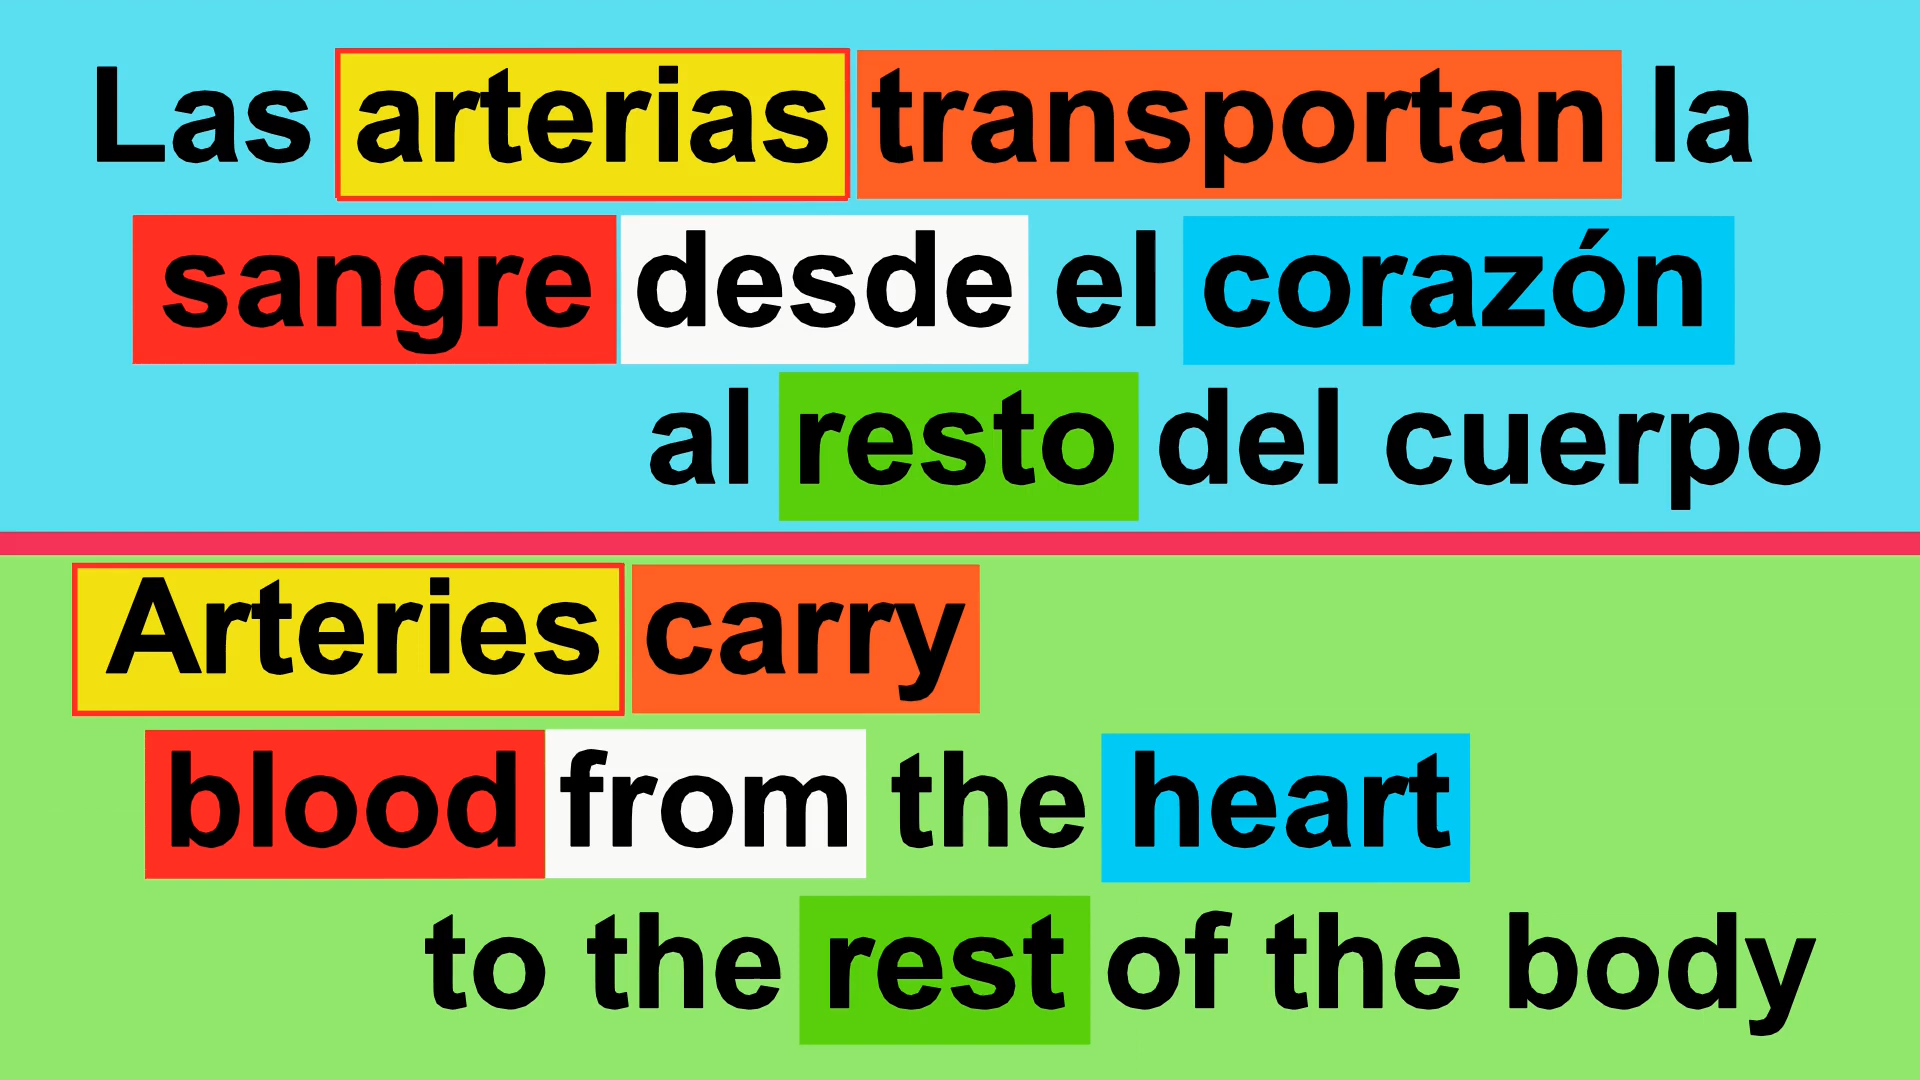 Las arterias transportan la
sangre desde el corazón
al resto del cuerpo
Arteries carry
blood from the heart
to the rest of the body